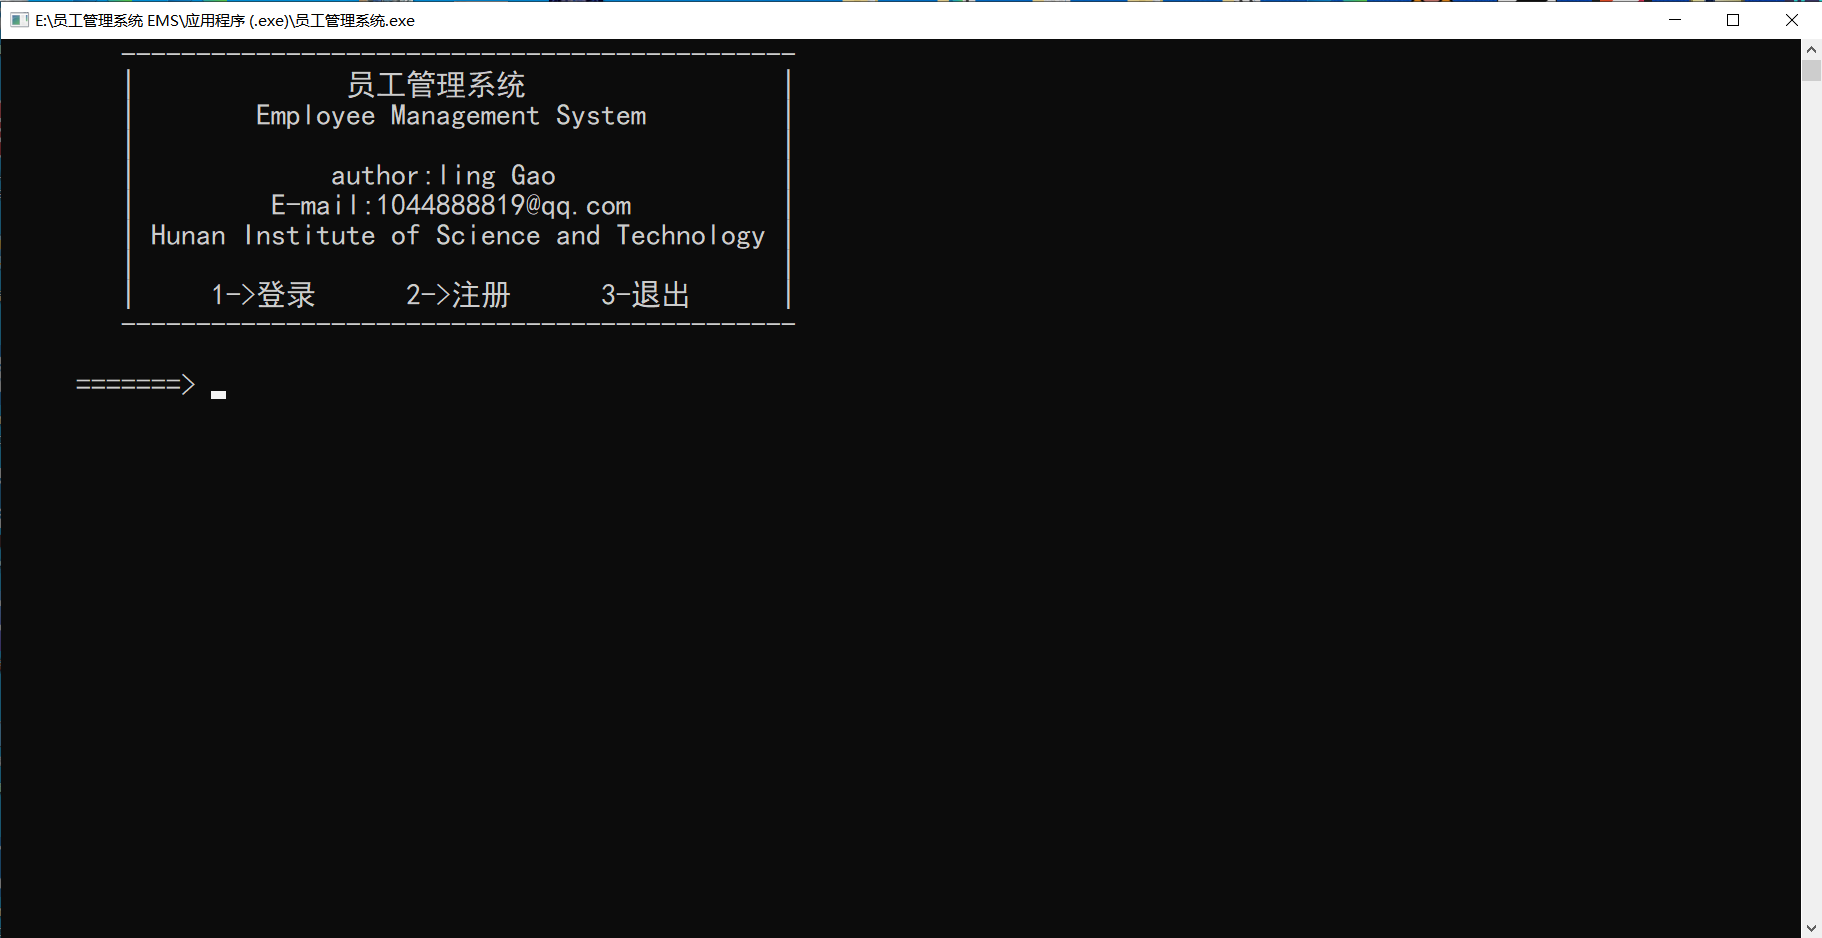 E:\员工管理系统 EMS\应用程序 (.exe)\员工管理系统.exe
员工管理系统
Employee Management System
author:ling Gao
E-mail:1044888819@qq.com
Hunan Institute of Science and Technology
1->登录 2->注册 3-退出
=======>